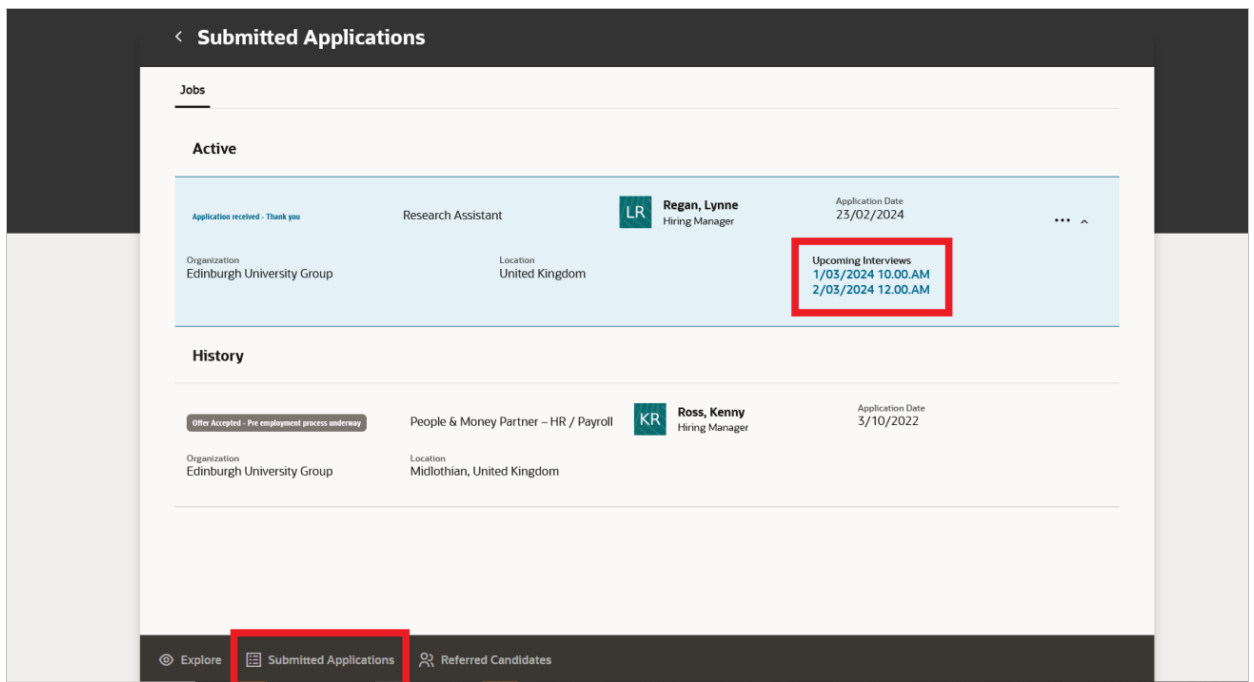 Submitted Applications
Jobs
Active
Application received - Thank you
Research Assistant
LR
Regan, Lynne
Hiring Manager
Application Date
23/02/2024
Organization
Edinburgh University Group
Location
United Kingdom
Upcoming Interviews
1/03/2024 10.00.AM
2/03/2024 12.00.AM
History
Offer Accepted - Pre employment process underway
People & Money Partner – HR / Payroll
KR
Ross, Kenny
Hiring Manager
Application Date
3/10/2022
Organization
Edinburgh University Group
Location
Midlothian, United Kingdom
Explore
Submitted Applications
Referred Candidates